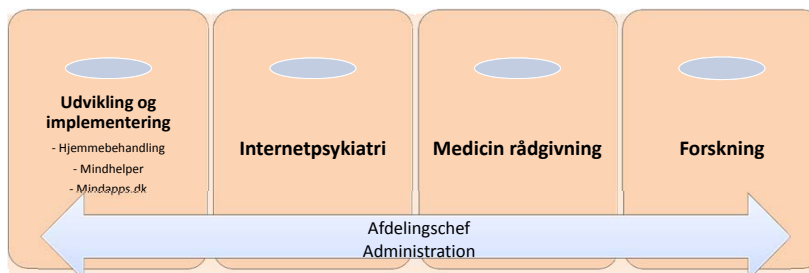 Udvikling og
implementering
- Hjemmebehandling
- Mindhelper
- Mindapps.dk
Internetpsykiatri
Medicin rådgivning
Forskning
Afdelingschef
Administration